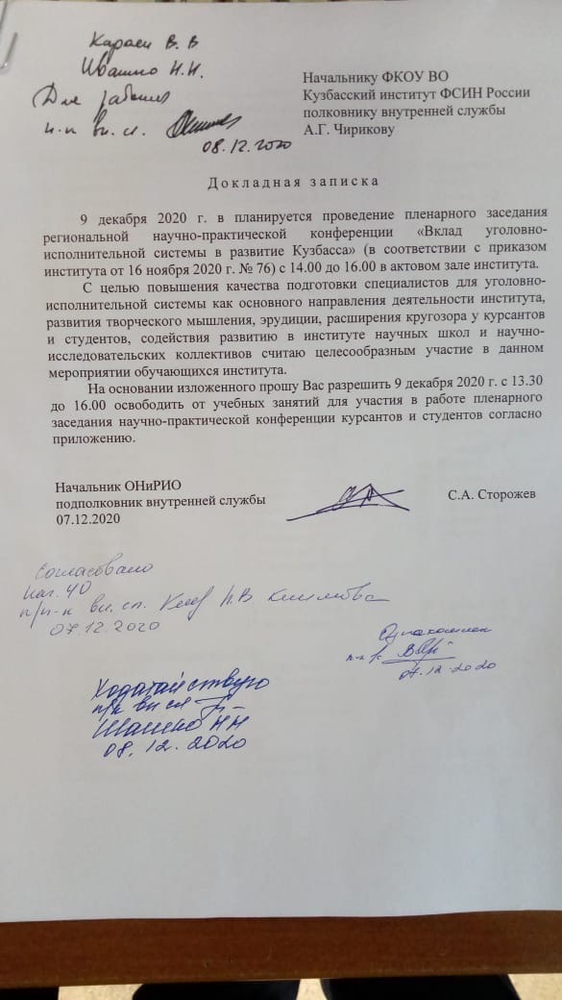 Карасы В. В
Ивашко Н.И.
Для работы
п-к вн. сл.
08.12.2020
Начальнику ФКОУ ВО
Кузбасский институт ФСИН России
полковнику внутренней службы
А.Г. Чирикову
Докладная записка
9 декабря 2020 г. в планируется проведение пленарного заседания
региональной научно-практической конференции «Вклад уголовно-
исполнительной системы в развитие Кузбасса» (в соответствии с приказом
института от 16 ноября 2020 г. № 76) с 14.00 до 16.00 в актовом зале института.
С целью повышения качества подготовки специалистов для уголовно-
исполнительной системы как основного направления деятельности института,
развития творческого мышления, эрудиции, расширения кругозора у курсантов
и студентов, содействия развитию в институте научных школ и научно-
исследовательских коллективов считаю целесообразным участие в данном
мероприятии обучающихся института.
На основании изложенного прошу Вас разрешить 9 декабря 2020 г. с 13.30
до 16.00 освободить от учебных занятий для участия в работе пленарного
заседания научно-практической конференции курсантов и студентов согласно
приложению.
Начальник ОНиРИО
подполковник внутренней службы
07.12.2020
С.А. Сторожев
Согласовано
нач. УО
п/п-к вн. сл. Н.В
07.12.2020
Ознакомлен
07.12.2020
Ходатайствую
п/к вн сл
Ивашко НИ
08.12.2020